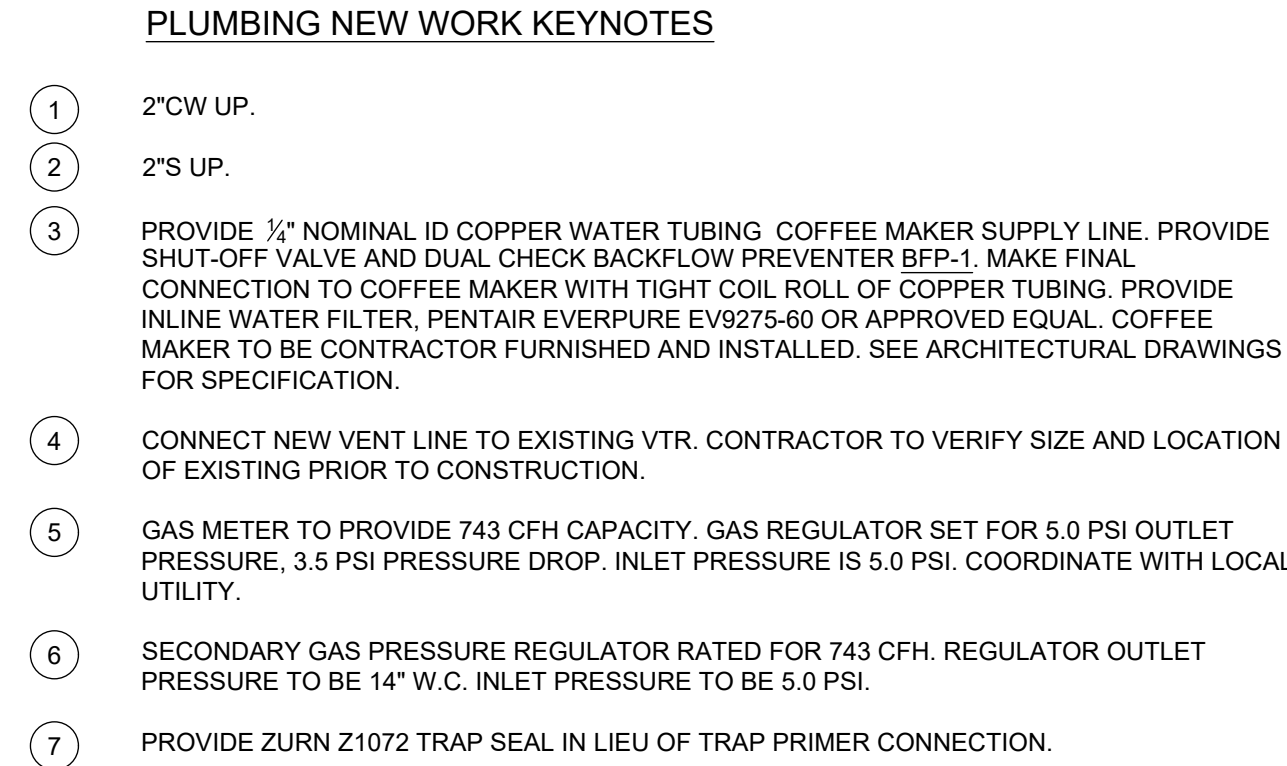 PLUMBING NEW WORK KEYNOTES
1 2"CW UP.
2 2"S UP.
3 PROVIDE ¼" NOMINAL ID COPPER WATER TUBING COFFEE MAKER SUPPLY LINE. PROVIDE
SHUT-OFF VALVE AND DUAL CHECK BACKFLOW PREVENTER BFP-1. MAKE FINAL
CONNECTION TO COFFEE MAKER WITH TIGHT COIL ROLL OF COPPER TUBING. PROVIDE
INLINE WATER FILTER, PENTAIR EVERPURE EV9275-60 OR APPROVED EQUAL. COFFEE
MAKER TO BE CONTRACTOR FURNISHED AND INSTALLED. SEE ARCHITECTURAL DRAWINGS
FOR SPECIFICATION.
4 CONNECT NEW VENT LINE TO EXISTING VTR. CONTRACTOR TO VERIFY SIZE AND LOCATION
OF EXISTING PRIOR TO CONSTRUCTION.
5 GAS METER TO PROVIDE 743 CFH CAPACITY. GAS REGULATOR SET FOR 5.0 PSI OUTLET
PRESSURE, 3.5 PSI PRESSURE DROP. INLET PRESSURE IS 5.0 PSI. COORDINATE WITH LOCAL
UTILITY.
6 SECONDARY GAS PRESSURE REGULATOR RATED FOR 743 CFH. REGULATOR OUTLET
PRESSURE TO BE 14" W.C. INLET PRESSURE TO BE 5.0 PSI.
7 PROVIDE ZURN Z1072 TRAP SEAL IN LIEU OF TRAP PRIMER CONNECTION.